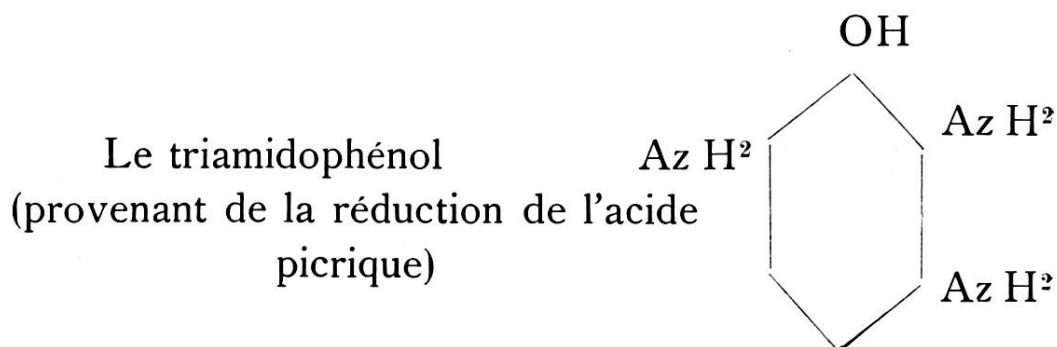 OH
Az H²
Le triamidophénol Az H²
(provenant de la réduction de l'acide
picrique)
Az H²